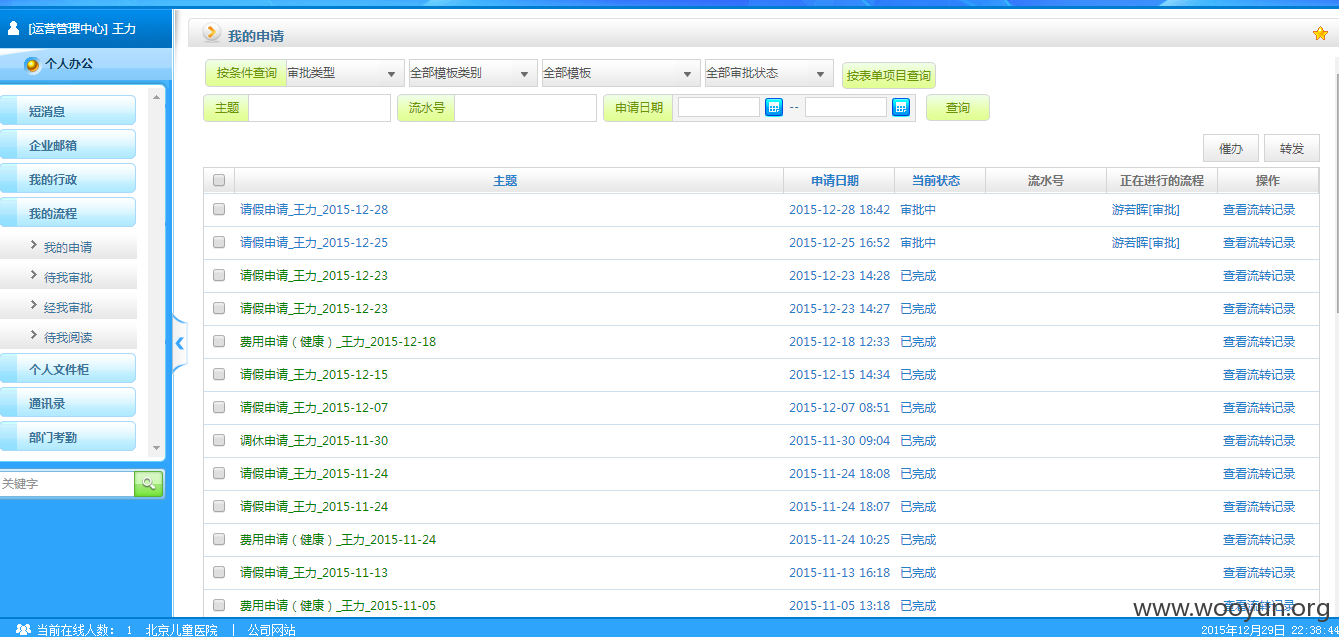 [运营管理中心] 王力
个人办公
短消息
企业邮箱
我的行政
我的流程
我的申请
待我审批
经我审批
待我阅读
个人文件柜
通讯录
部门考勤
关键字
我的申请
按条件查询 审批类型 全部模板类别 全部模板 全部审批状态 按表单项目查询
主题 流水号 申请日期 -- 查询
催办 转发
主题 申请日期 当前状态 流水号 正在进行的流程 操作
请假申请_王力_2015-12-28 2015-12-28 18:42 审批中 游若晖[审批] 查看流转记录
请假申请_王力_2015-12-25 2015-12-25 16:52 审批中 游若晖[审批] 查看流转记录
请假申请_王力_2015-12-23 2015-12-23 14:28 已完成 查看流转记录
请假申请_王力_2015-12-23 2015-12-23 14:27 已完成 查看流转记录
费用申请（健康）_王力_2015-12-18 2015-12-18 12:33 已完成 查看流转记录
请假申请_王力_2015-12-15 2015-12-15 14:34 已完成 查看流转记录
请假申请_王力_2015-12-07 2015-12-07 08:51 已完成 查看流转记录
调休申请_王力_2015-11-30 2015-11-30 09:04 已完成 查看流转记录
请假申请_王力_2015-11-24 2015-11-24 18:08 已完成 查看流转记录
请假申请_王力_2015-11-24 2015-11-24 18:07 已完成 查看流转记录
费用申请（健康）_王力_2015-11-24 2015-11-24 10:25 已完成 查看流转记录
请假申请_王力_2015-11-13 2015-11-13 16:18 已完成 查看流转记录
费用申请（健康）_王力_2015-11-05 2015-11-05 13:18 已完成 查看流转记录
www.wooyun.org
当前在线人数： 1 北京儿童医院 | 公司网站 2015年12月29日 22:38:44